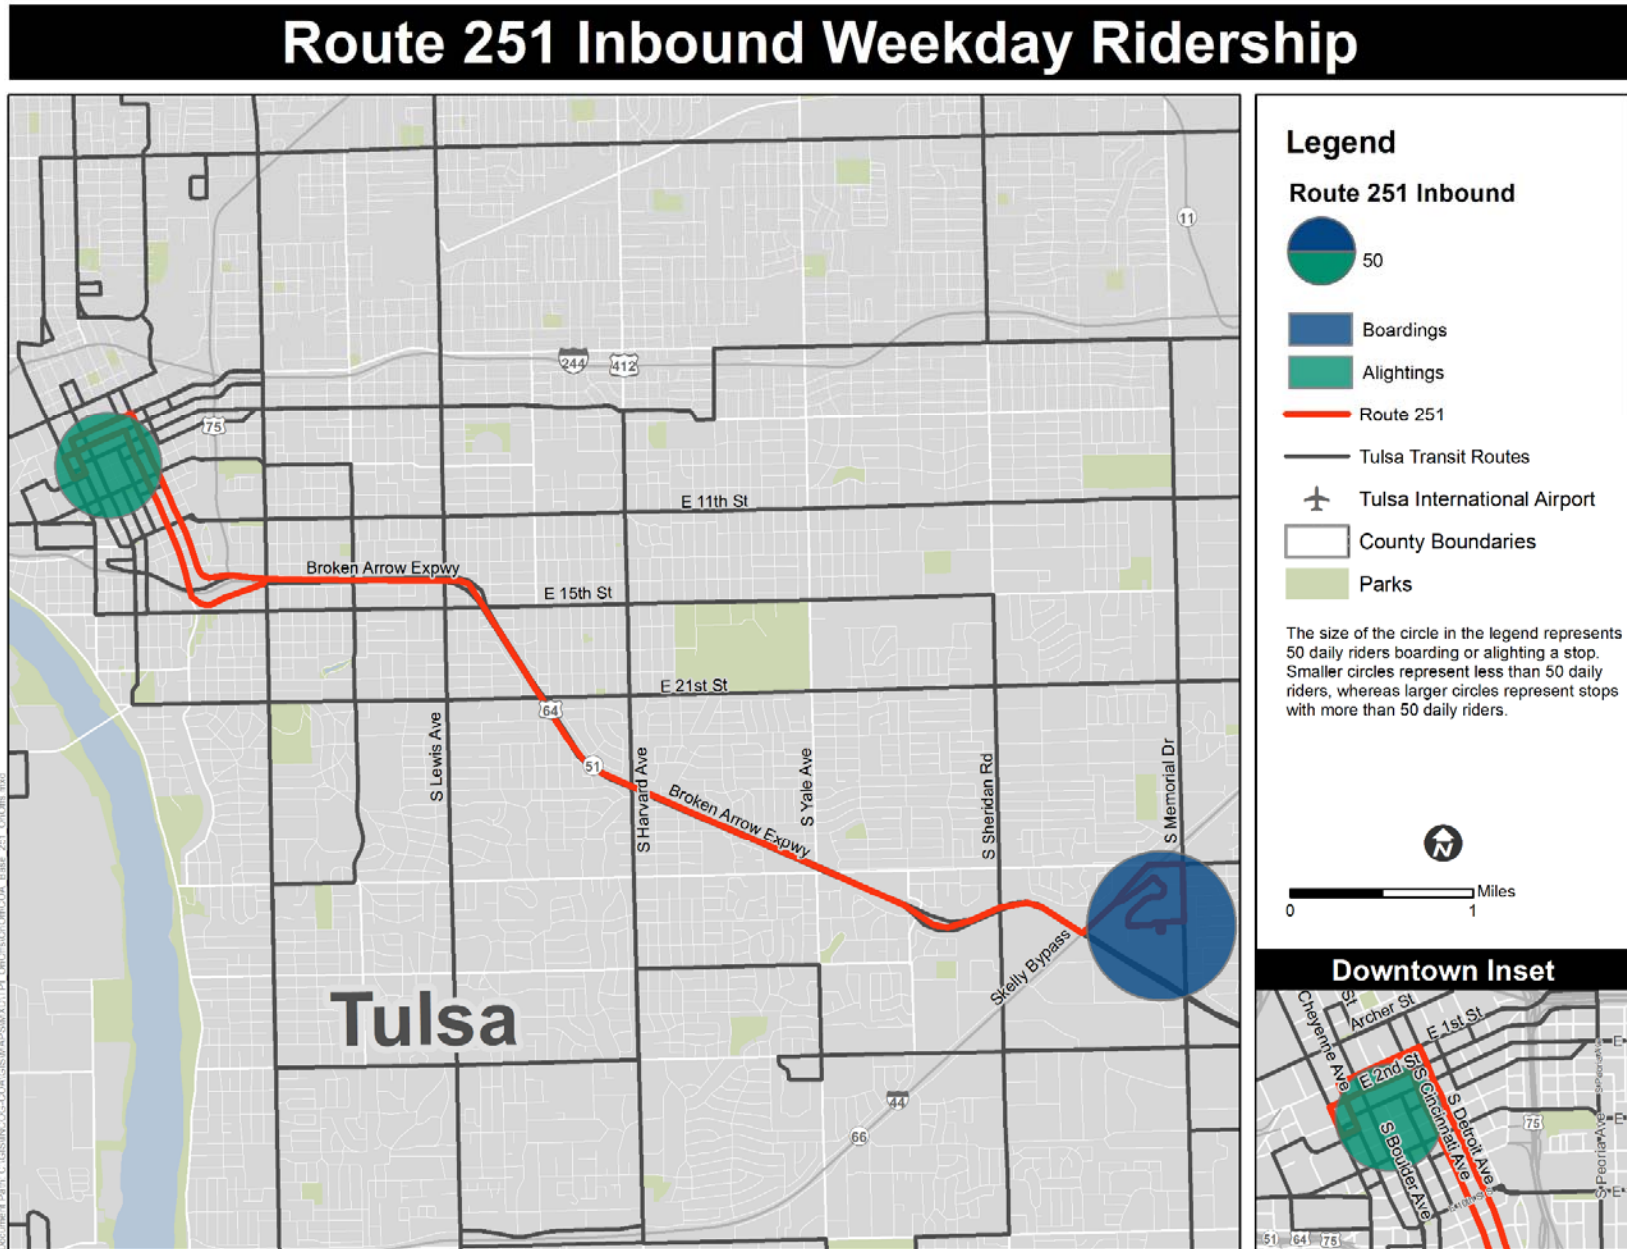 Route 251 Inbound Weekday Ridership
11
244
412
75
E 11th St
Broken Arrow Expwy
E 15th St
E 21st St
64
51
S Lewis Ave
S Harvard Ave
S Yale Ave
S Sheridan Rd
S Memorial Dr
Broken Arrow Expwy
Skelly Bypass
Tulsa
44
66
Legend
Route 251 Inbound
50
Boardings
Alightings
Route 251
Tulsa Transit Routes
Tulsa International Airport
County Boundaries
Parks
The size of the circle in the legend represents
50 daily riders boarding or alighting a stop.
Smaller circles represent less than 50 daily
riders, whereas larger circles represent stops
with more than 50 daily riders.
N
Miles
0 1
Downtown Inset
Cheyenne Ave
St
Archer St
E 1st St
E 2nd St
S Cincinnati Ave
S Detroit Ave
S Boulder Ave
75
S Peoria Ave
E
E
E
51 64 75